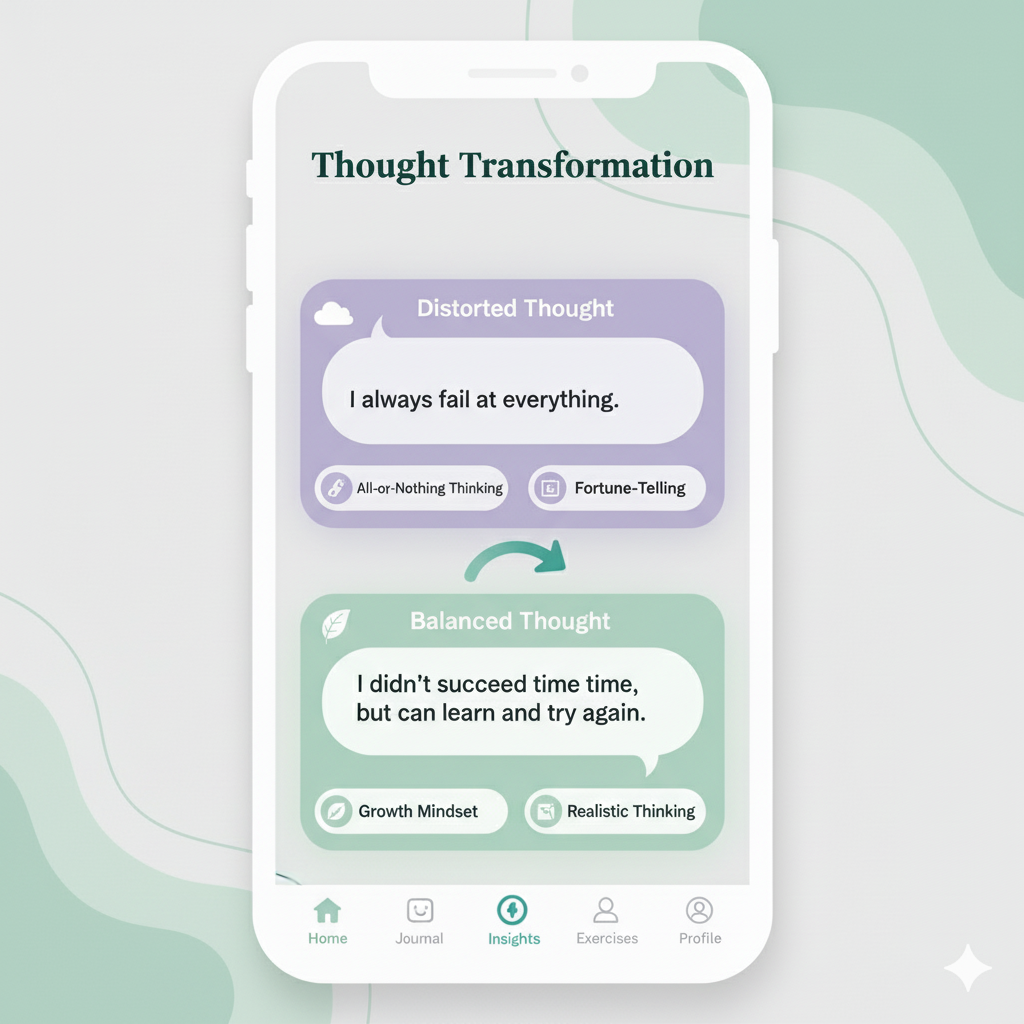 Thought Transformation
Distorted Thought
I always fail at everything.
All-or-Nothing Thinking
Fortune-Telling
Balanced Thought
I didn’t succeed time time,
but can learn and try again.
Growth Mindset
Realistic Thinking
Home
Journal
Insights
Exercises
Profile